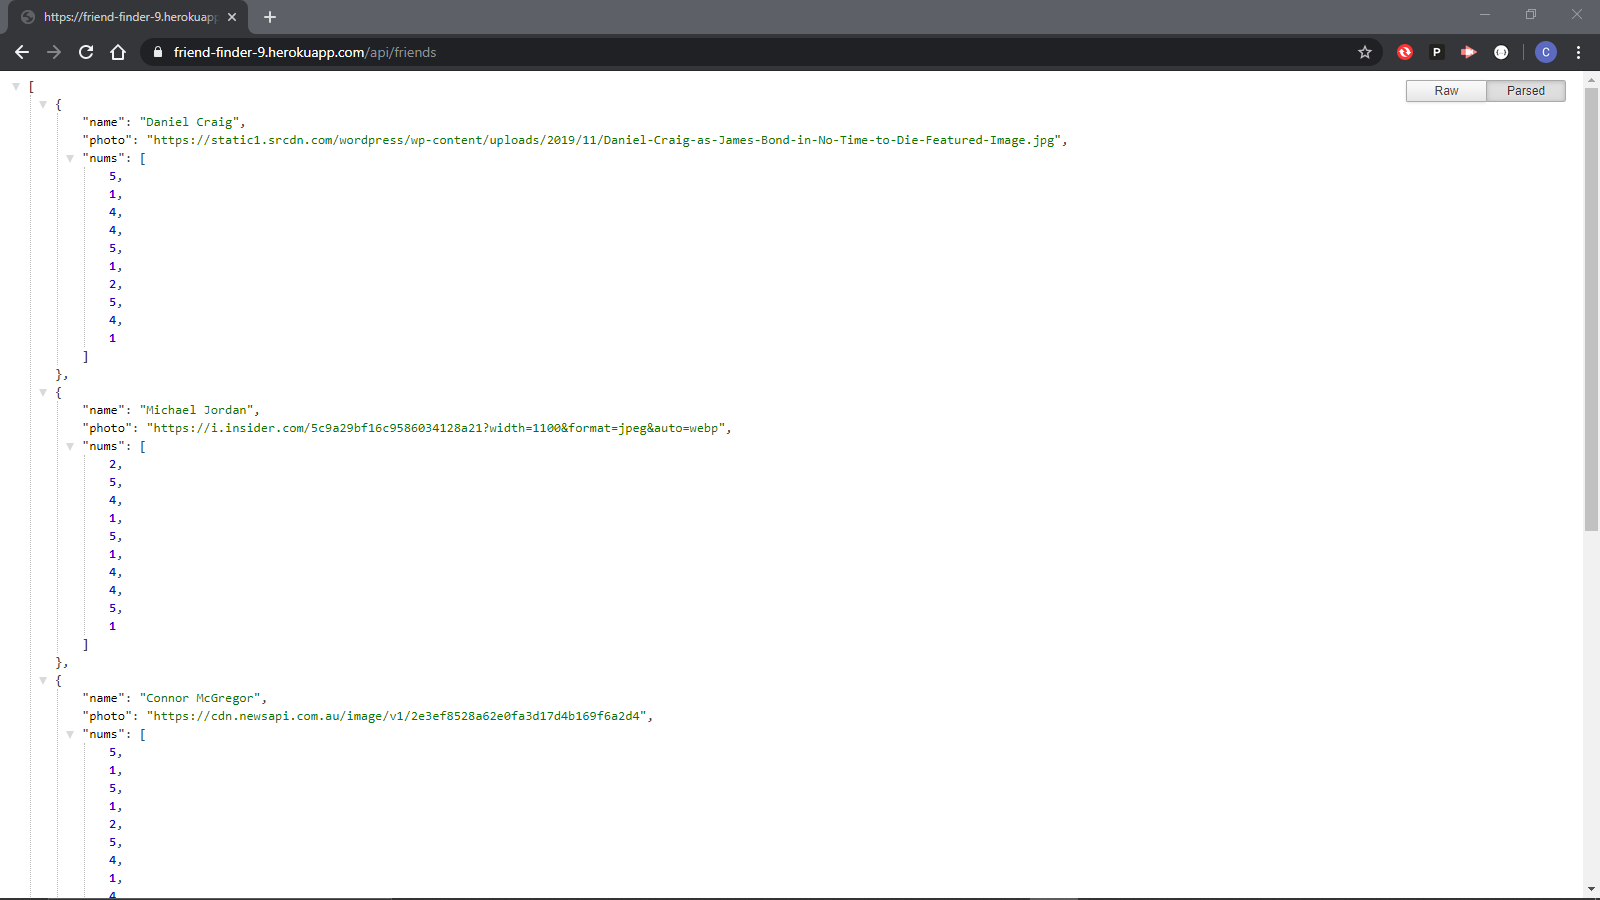 https://friend-finder-9.herokuapp
friend-finder-9.herokuapp.com/api/friends
P
C
Raw
Parsed
[
{
"name": "Daniel Craig",
"photo": "https://static1.srcdn.com/wordpress/wp-content/uploads/2019/11/Daniel-Craig-as-James-Bond-in-No-Time-to-Die-Featured-Image.jpg",
"nums": [
5,
1,
4,
4,
5,
1,
2,
5,
4,
1
]
},
{
"name": "Michael Jordan",
"photo": "https://i.insider.com/5c9a29bf16c9586034128a21?width=1100&format=jpeg&auto=webp",
"nums": [
2,
5,
4,
1,
5,
1,
4,
4,
5,
1
]
},
{
"name": "Connor McGregor",
"photo": "https://cdn.newsapi.com.au/image/v1/2e3ef8528a62e0fa3d17d4b169f6a2d4",
"nums": [
5,
1,
5,
1,
2,
5,
4,
1,
4